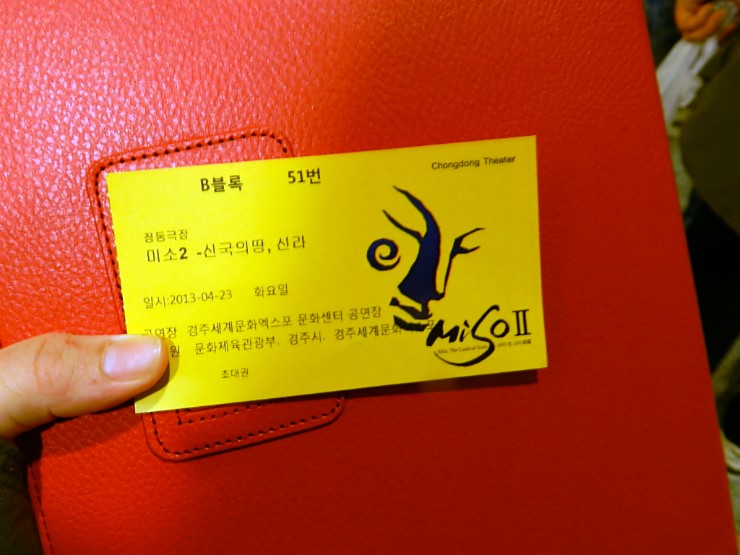 Chongdong Theater
B블록 51번
정동극장
미소2 -신국의땅, 신라
일시:2013-04-23 화요일
공연장 경주세계문화엑스포 문화센터 공연장
원 문화체육관광부. 경주시. 경주세계문화
초대권
MiSO II